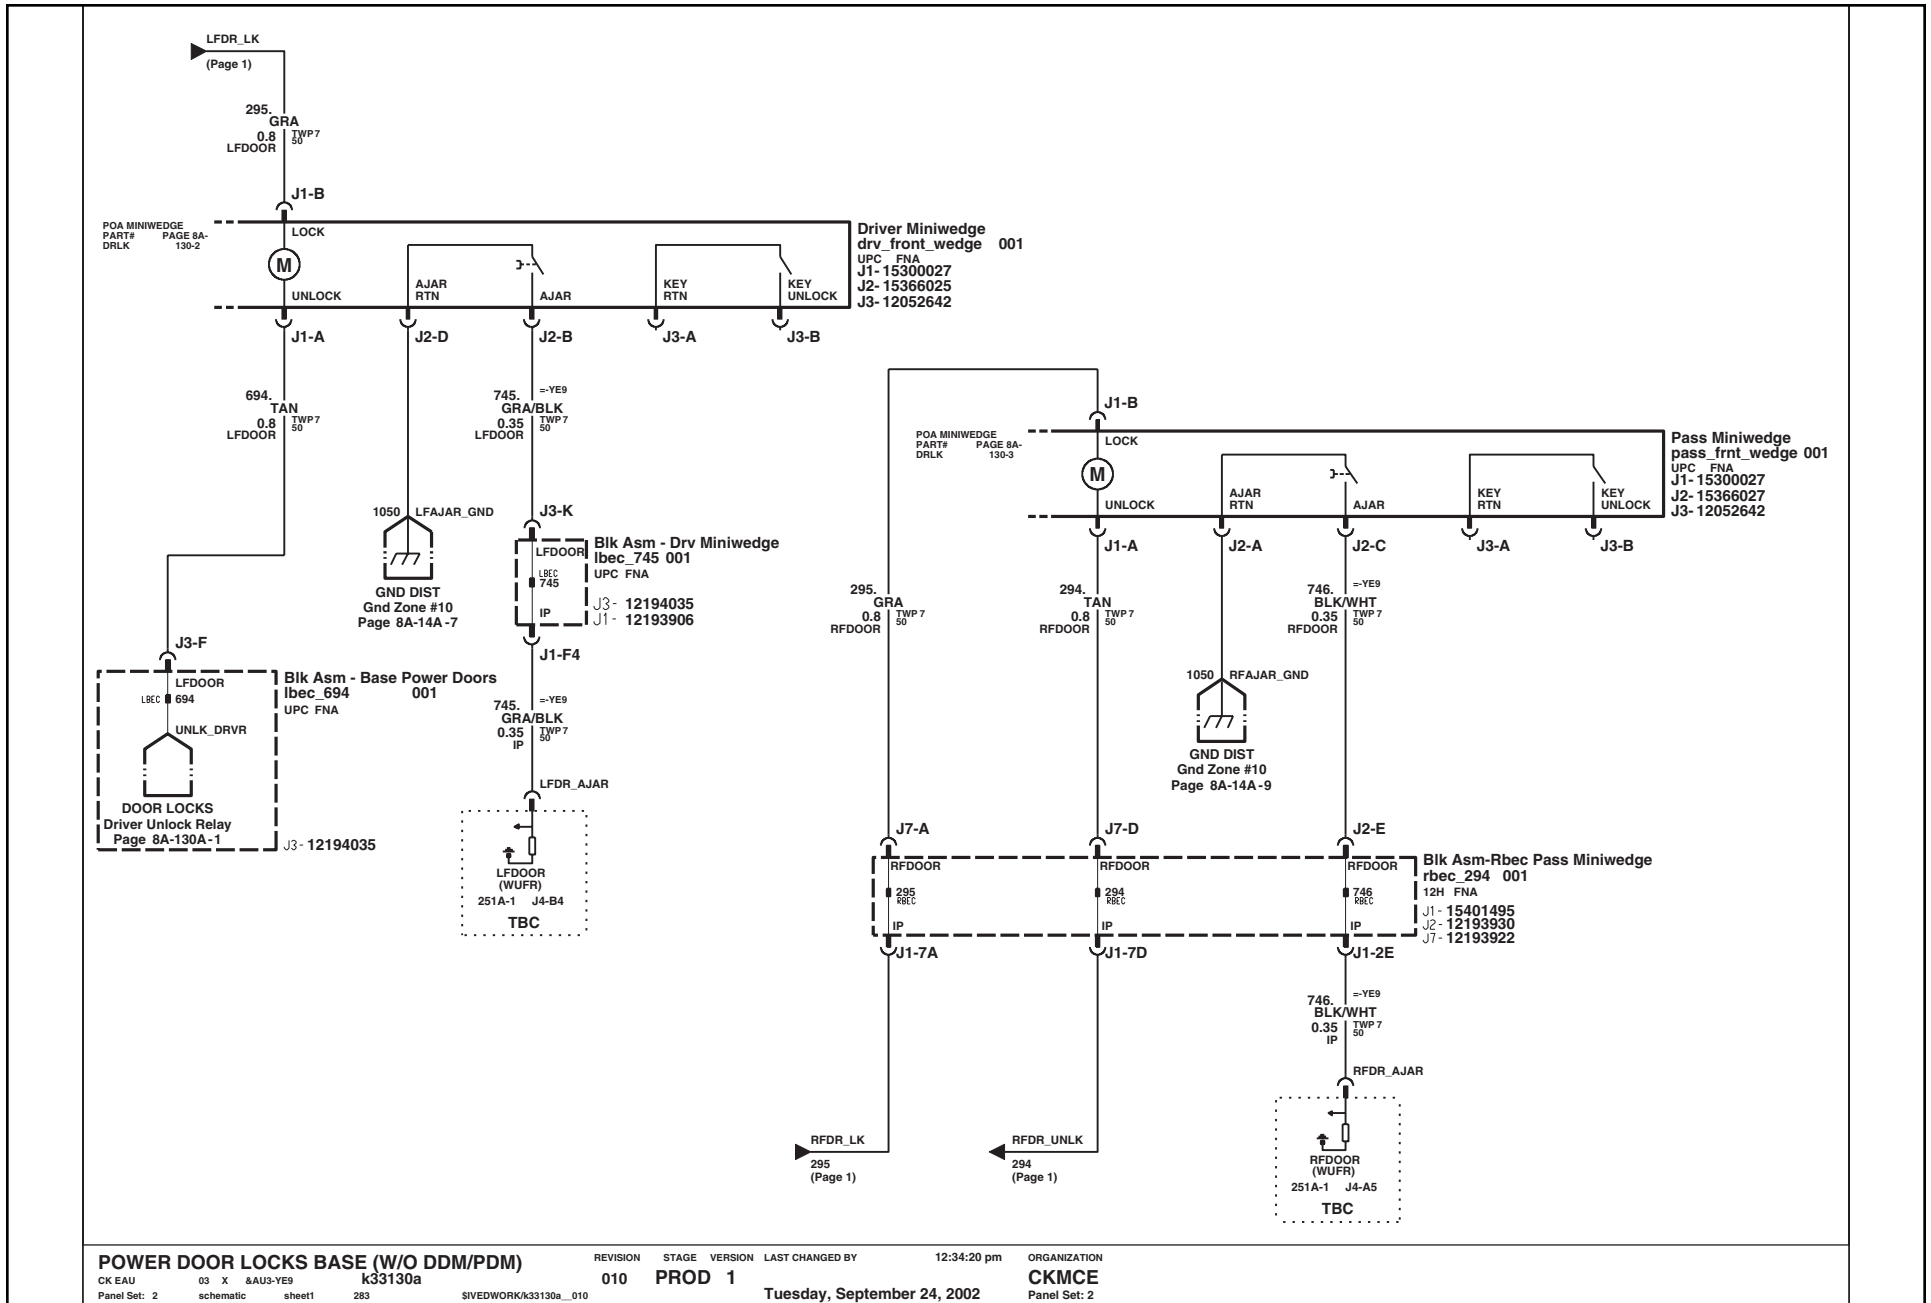 LFDR_LK
(Page 1)
295.
GRA
0.8
LFDOOR
TWP7
50
J1-B
POA MINIWEDGE
PART# PAGE 8A-
DRLK 130-2
LOCK
M
UNLOCK
AJAR
RTN
AJAR
KEY
RTN
KEY
UNLOCK
Driver Miniwedge
drv_front_wedge 001
UPC FNA
J1-15300027
J2-15366025
J3-12052642
J1-A
J2-D
J2-B
J3-A
J3-B
694.
TAN
0.8
LFDOOR
TWP7
50
745.
GRA/BLK
0.35
LFDOOR
=-YE9
TWP7
50
1050 LFAJAR_GND
GND DIST
Gnd Zone #10
Page 8A-14A-7
J3-K
LFDOOR
LBEC
745
IP
Blk Asm - Drv Miniwedge
lbec_745 001
UPC FNA
J3- 12194035
J1- 12193906
J1-F4
J3-F
LFDOOR
LBEC 694
UNLK_DRVR
DOOR LOCKS
Driver Unlock Relay
Page 8A-130A-1
Blk Asm - Base Power Doors
lbec_694 001
UPC FNA
J3-12194035
745.
GRA/BLK
0.35
IP
=-YE9
TWP7
50
LFDR_AJAR
LFDOOR
(WUFR)
251A-1 J4-B4
TBC
J1-B
POA MINIWEDGE
PART# PAGE 8A-
DRLK 130-3
LOCK
M
UNLOCK
AJAR
RTN
AJAR
KEY
RTN
KEY
UNLOCK
Pass Miniwedge
pass_frnt_wedge 001
UPC FNA
J1-15300027
J2-15366027
J3-12052642
J1-A
J2-A
J2-C
J3-A
J3-B
295.
GRA
0.8
RFDOOR
TWP7
50
294.
TAN
0.8
RFDOOR
TWP7
50
746.
BLK/WHT
0.35
RFDOOR
=-YE9
TWP7
50
1050 RFAJAR_GND
GND DIST
Gnd Zone #10
Page 8A-14A-9
J7-A
J7-D
J2-E
RFDOOR
295
RBEC
IP
RFDOOR
294
RBEC
IP
RFDOOR
746
RBEC
IP
Blk Asm-Rbec Pass Miniwedge
rbec_294 001
12H FNA
J1-15401495
J2-12193930
J7-12193922
J1-7A
J1-7D
J1-2E
746.
BLK/WHT
0.35
IP
=-YE9
TWP7
50
RFDR_AJAR
RFDOOR
(WUFR)
251A-1 J4-A5
TBC
RFDR_LK
295
(Page 1)
RFDR_UNLK
294
(Page 1)
POWER DOOR LOCKS BASE (W/O DDM/PDM)
CK EAU 03 X &AU3-YE9 k33130a
Panel Set: 2 schematic sheet1 283 $IVEDWORK/k33130a__010
REVISION STAGE VERSION LAST CHANGED BY 12:34:20 pm ORGANIZATION
010 PROD 1 CKMCE
Tuesday, September 24, 2002 Panel Set: 2